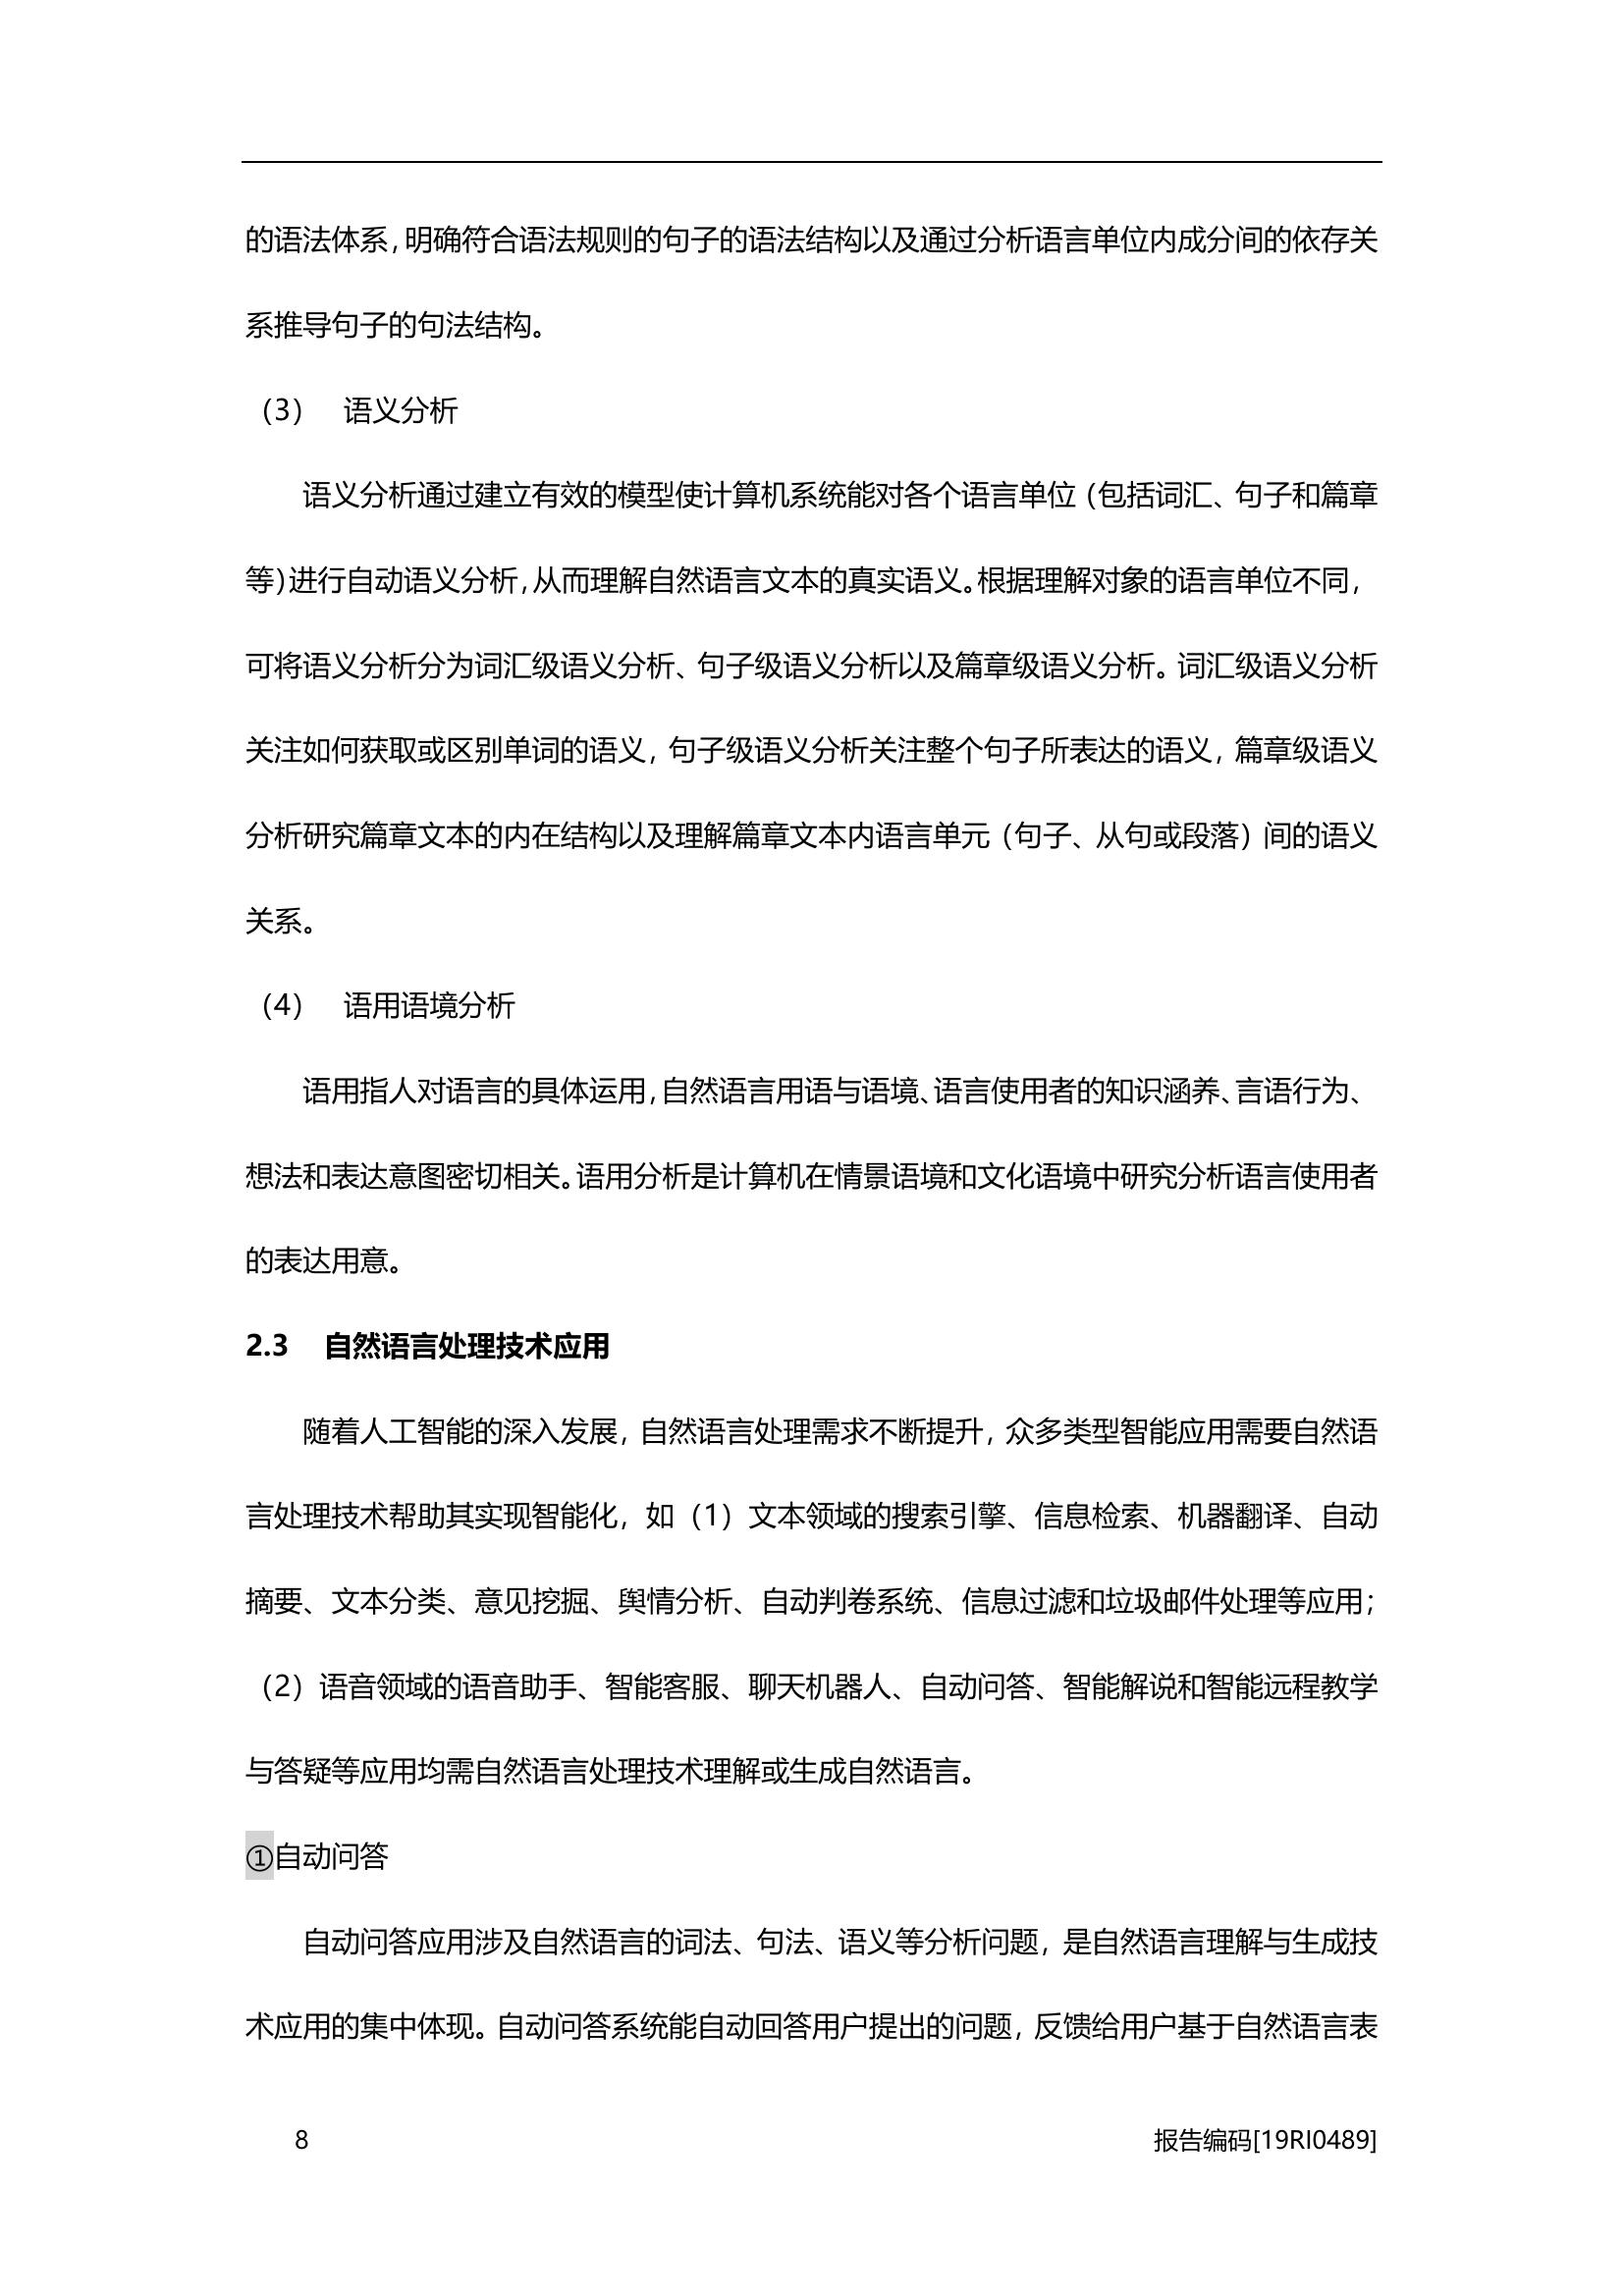 的语法体系，明确符合语法规则的句子的语法结构以及通过分析语言单位内成分间的依存关
系推导句子的句法结构。
（3） 语义分析
语义分析通过建立有效的模型使计算机系统能对各个语言单位（包括词汇、句子和篇章
等）进行自动语义分析，从而理解自然语言文本的真实语义。根据理解对象的语言单位不同，
可将语义分析分为词汇级语义分析、句子级语义分析以及篇章级语义分析。词汇级语义分析
关注如何获取或区别单词的语义，句子级语义分析关注整个句子所表达的语义，篇章级语义
分析研究篇章文本的内在结构以及理解篇章文本内语言单元（句子、从句或段落）间的语义
关系。
（4） 语用语境分析
语用指人对语言的具体运用，自然语言用语与语境、语言使用者的知识涵养、言语行为、
想法和表达意图密切相关。语用分析是计算机在情景语境和文化语境中研究分析语言使用者
的表达用意。
2.3 自然语言处理技术应用
随着人工智能的深入发展，自然语言处理需求不断提升，众多类型智能应用需要自然语
言处理技术帮助其实现智能化，如（1）文本领域的搜索引擎、信息检索、机器翻译、自动
摘要、文本分类、意见挖掘、舆情分析、自动判卷系统、信息过滤和垃圾邮件处理等应用；
（2）语音领域的语音助手、智能客服、聊天机器人、自动问答、智能解说和智能远程教学
与答疑等应用均需自然语言处理技术理解或生成自然语言。
①自动问答
自动问答应用涉及自然语言的词法、句法、语义等分析问题，是自然语言理解与生成技
术应用的集中体现。自动问答系统能自动回答用户提出的问题，反馈给用户基于自然语言表
8 报告编码[19RI0489]